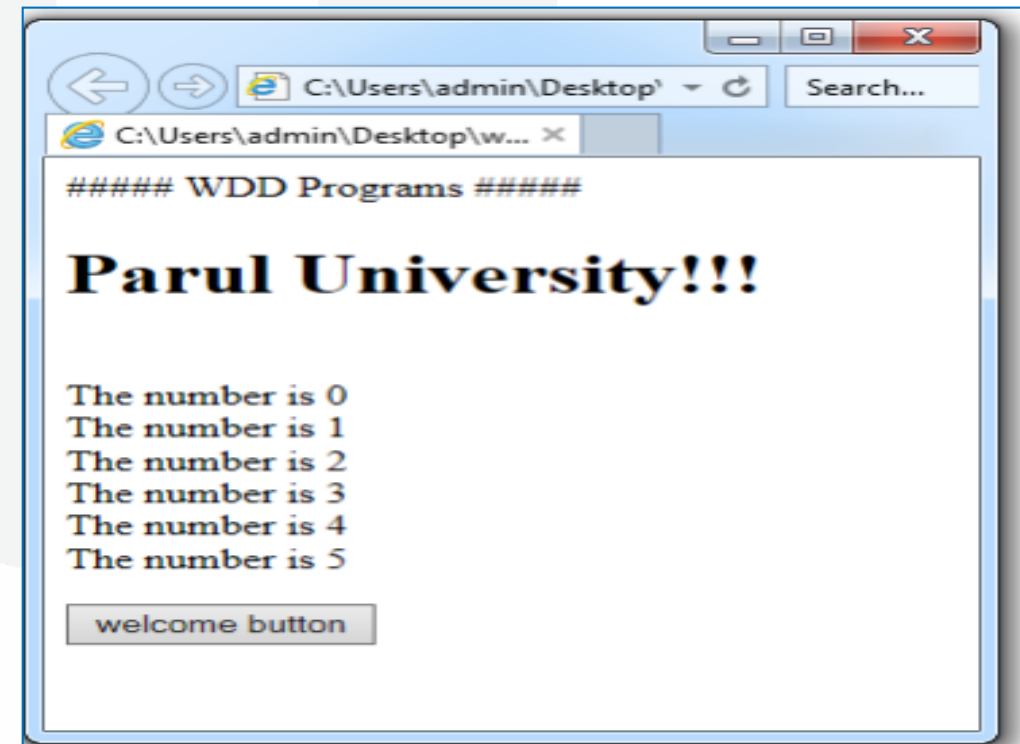 C:\Users\admin\Desktop\
Search...
C:\Users\admin\Desktop\w...
##### WDD Programs #####
Parul University!!!
The number is 0
The number is 1
The number is 2
The number is 3
The number is 4
The number is 5
welcome button